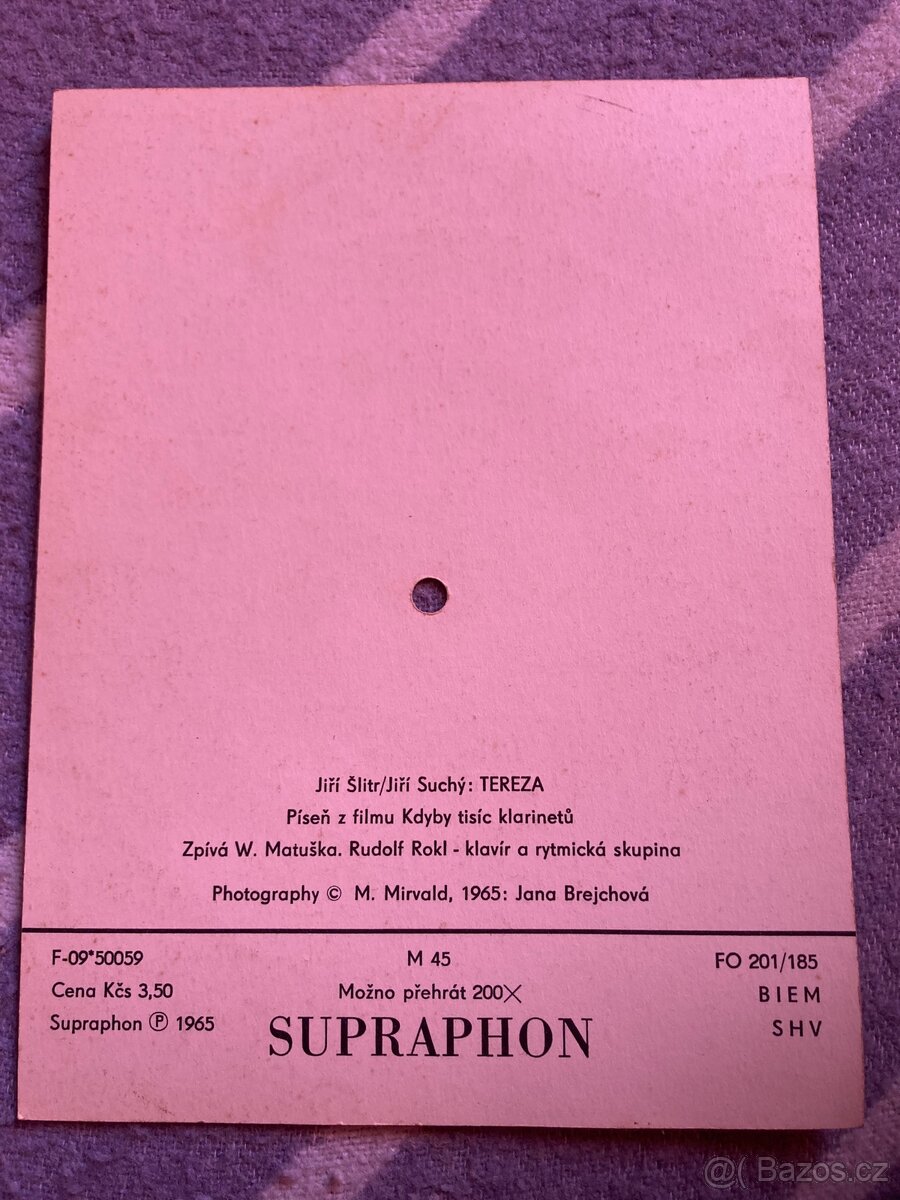 Jiří Šlitr/Jiří Suchý: TEREZA
Píseň z filmu Kdyby tisíc klarinetů
Zpívá W. Matuška. Rudolf Rokl - klavír a rytmická skupina
Photography © M. Mirvald, 1965: Jana Brejchová
F-09*50059 M 45 FO 201/185
Cena Kčs 3,50 Možno přehrát 200X BIEM
Supraphon Ⓟ 1965 SUPRAPHON SHV
@( Bazos.cz